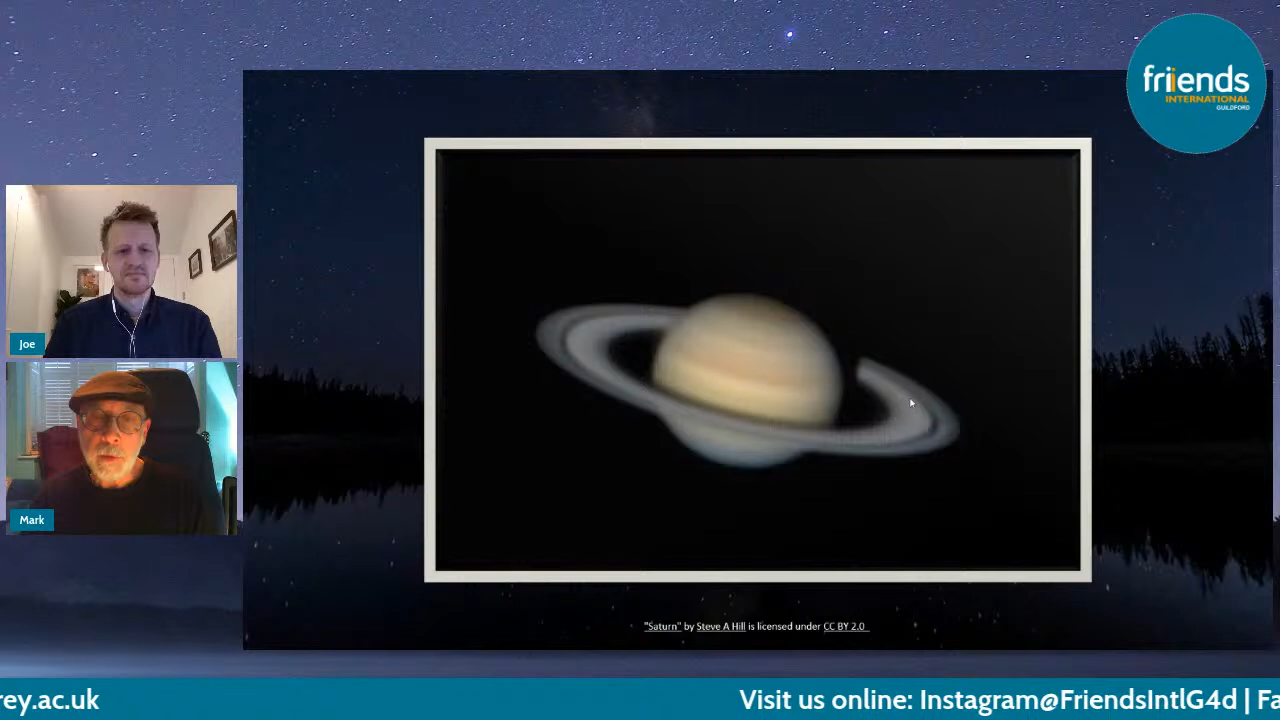 friends
INTERNATIONAL
GUILDFORD
Joe
Mark
"Saturn" by Steve A Hill is licensed under CC BY 2.0
rey.ac.uk
Visit us online: Instagram@FriendsIntlG4d | Fa